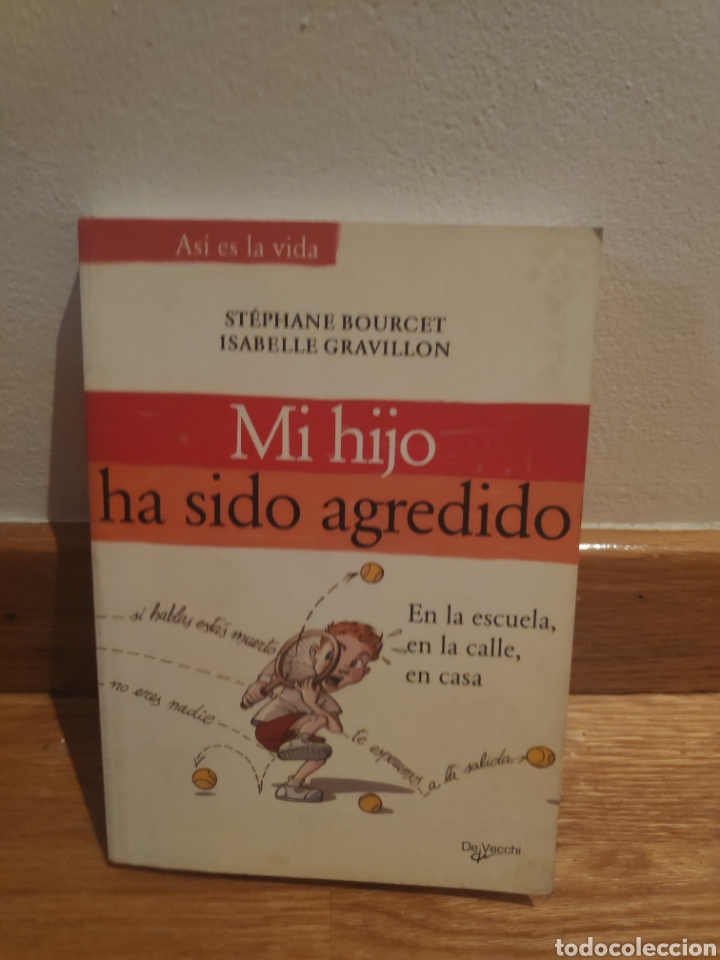 Así es la vida
STÉPHANE BOURCET
ISABELLE GRAVILLON
Mi hijo
ha sido agredido
En la escuela,
en la calle,
en casa
si hablas estás muerto
no eres nadie
te esperamos a la salida
De Vecchi
todocoleccion